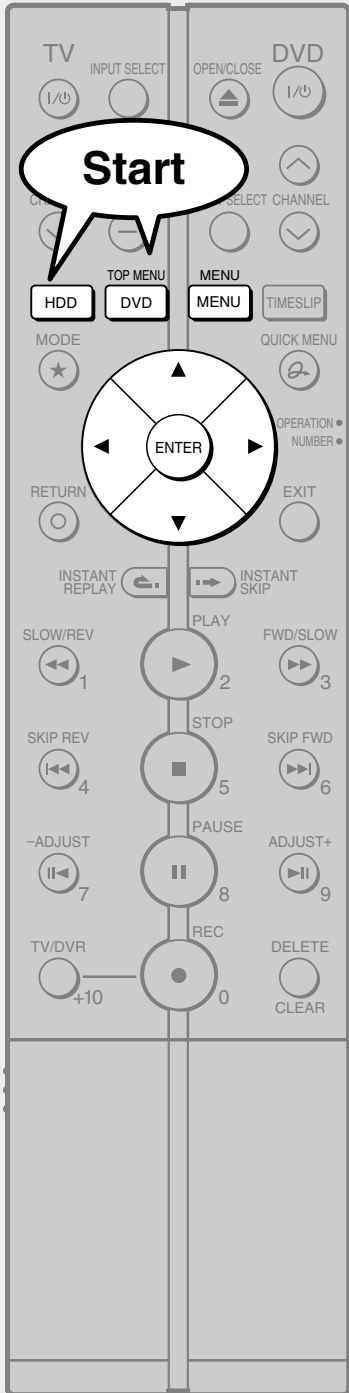 TV
DVD
INPUT SELECT
OPEN/CLOSE
I/
I/
Start
CH
SELECT
CHANNEL
TOP MENU
MENU
HDD
DVD
MENU
TIMESLIP
MODE
QUICK MENU
ENTER
OPERATION
NUMBER
RETURN
EXIT
INSTANT
REPLAY
INSTANT
SKIP
SLOW/REV
PLAY
FWD/SLOW
1
2
3
SKIP REV
STOP
SKIP FWD
4
5
6
−ADJUST
PAUSE
ADJUST+
7
8
9
TV/DVR
REC
DELETE
+10
0
CLEAR